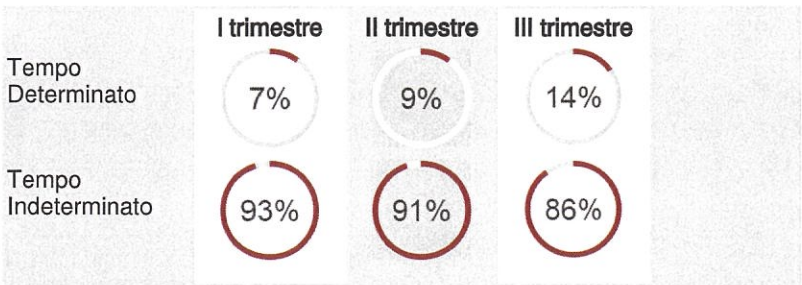 I trimestre II trimestre III trimestre
Tempo
Determinato
7% 9% 14%
Tempo
Indeterminato
93% 91% 86%